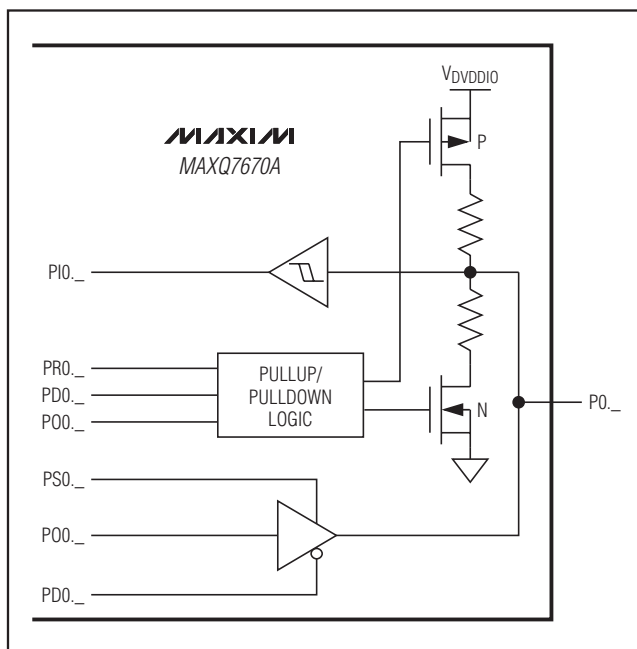 VDVDDIO
MAXIM
MAXQ7670A
P
PI0._
PR0._
PD0._
PO0._
PULLUP/
PULLDOWN
LOGIC
N
P0._
PS0._
PO0._
PD0._